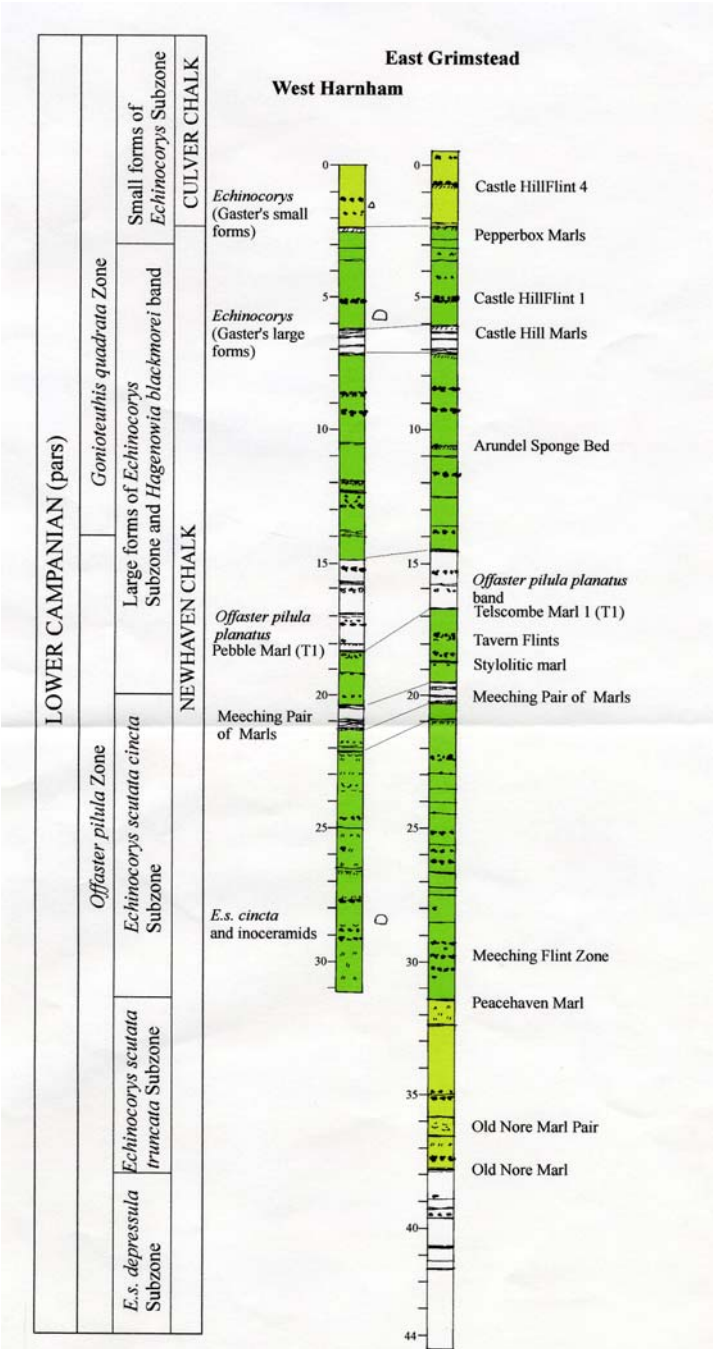 East Grimstead
West Harnham
LOWER CAMPANIAN (pars)
Gonioteuthis quadrata Zone
Offaster pilula Zone
Small forms of
Echinocorys Subzone
Large forms of Echinocorys
Subzone and Hagenowia blackmorei band
Echinocorys scutata cincta
Subzone
Echinocorys scutata
truncata Subzone
E.s. depressula
Subzone
CULVER CHALK
NEWHAVEN CHALK
Echinocorys
(Gaster's small
forms)
Echinocorys
(Gaster's large
forms)
Offaster pilula
planatus
Pebble Marl (T1)
Meeching Pair
of Marls
E.s. cincta
and inoceramids
0
5
10
15
20
25
30
0
5
10
15
20
25
30
35
40
44
Castle HillFlint 4
Pepperbox Marls
Castle HillFlint 1
Castle Hill Marls
Arundel Sponge Bed
Offaster pilula planatus
band
Telscombe Marl 1 (T1)
Tavern Flints
Stylolitic marl
Meeching Pair of Marls
Meeching Flint Zone
Peacehaven Marl
Old Nore Marl Pair
Old Nore Marl